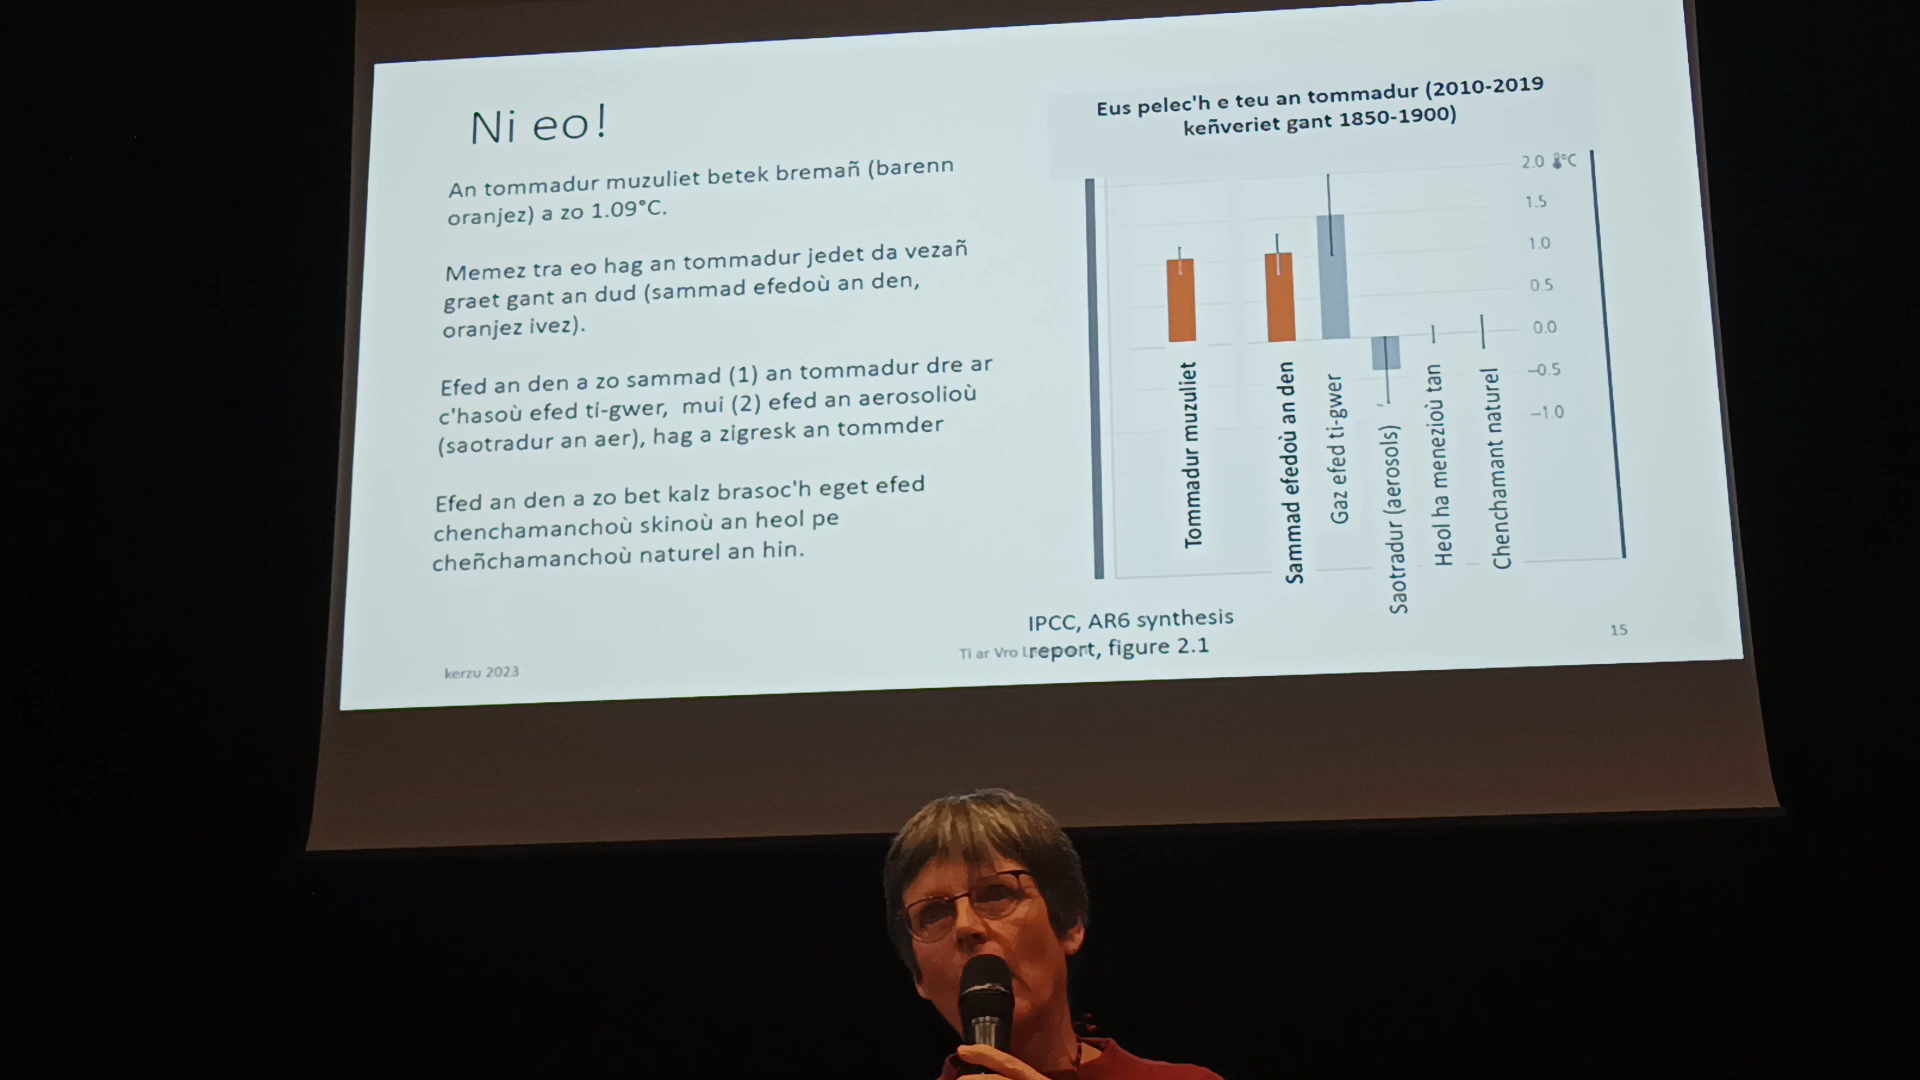 Ni eo!
An tommadur muzuliet betek bremañ (barenn
oranjez) a zo 1.09°C.
Memez tra eo hag an tommadur jedet da vezañ
graet gant an dud (sammad efedoù an den,
oranjez ivez).
Efed an den a zo sammad (1) an tommadur dre ar
c'hasoù efed ti-gwer, mui (2) efed an aerosolioù
(saotradur an aer), hag a zigresk an tommder
Efed an den a zo bet kalz brasoc'h eget efed
chenchamanchoù skinoù an heol pe
cheñchamanchoù naturel an hin.
Eus pelec'h e teu an tommadur (2010-2019
keñveriet gant 1850-1900)
2.0 °C
1.5
1.0
0.5
0.0
–0.5
–1.0
Tommadur muzuliet
Sammad efedoù an den
Gaz efed ti-gwer
Saotradur (aerosols)
Heol ha menezioù tan
Chenchamant naturel
IPCC, AR6 synthesis
report, figure 2.1
kerzu 2023
Ti ar Vro
15